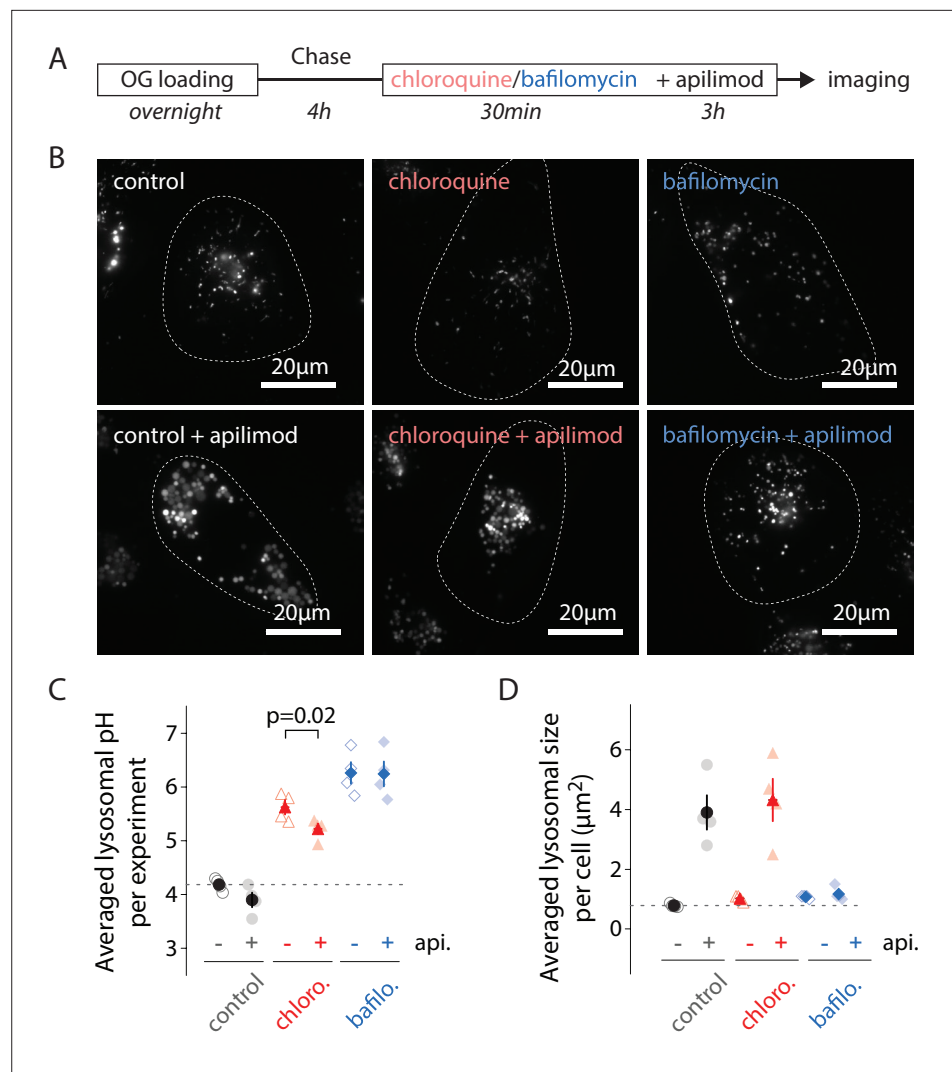 A
Chase
OG loading
chloroquine/bafilomycin + apilimod
imaging
overnight
4h
30min
3h
B
control
chloroquine
bafilomycin
20µm
20µm
20µm
control + apilimod
chloroquine + apilimod
bafilomycin + apilimod
20µm
20µm
20µm
C
Averaged lysosomal pH
per experiment
p=0.02
7
6
5
4
3
- + - + - + api.
control
chloro.
bafilo.
D
Averaged lysosomal size
per cell (µm²)
6
4
2
0
- + - + - + api.
control
chloro.
bafilo.